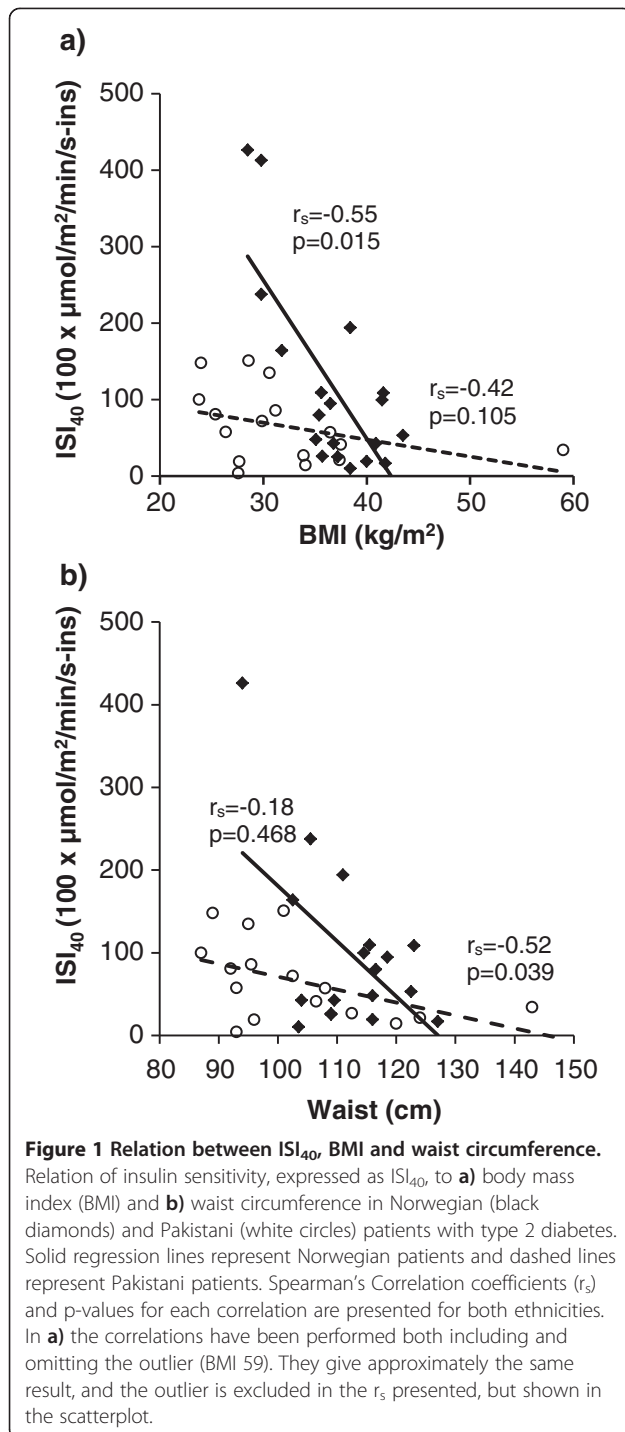 a)
500
400
300
200
100
0
ISI₄₀ (100 x µmol/m²/min/s-ins)
rₛ=-0.55
p=0.015
rₛ=-0.42
p=0.105
20 30 40 50 60
BMI (kg/m²)
b)
500
400
300
200
100
0
ISI₄₀ (100 x µmol/m²/min/s-ins)
rₛ=-0.18
p=0.468
rₛ=-0.52
p=0.039
80 90 100 110 120 130 140 150
Waist (cm)
Figure 1 Relation between ISI₄₀, BMI and waist circumference.
Relation of insulin sensitivity, expressed as ISI₄₀, to a) body mass
index (BMI) and b) waist circumference in Norwegian (black
diamonds) and Pakistani (white circles) patients with type 2 diabetes.
Solid regression lines represent Norwegian patients and dashed lines
represent Pakistani patients. Spearman’s Correlation coefficients (rₛ)
and p-values for each correlation are presented for both ethnicities.
In a) the correlations have been performed both including and
omitting the outlier (BMI 59). They give approximately the same
result, and the outlier is excluded in the rₛ presented, but shown in
the scatterplot.